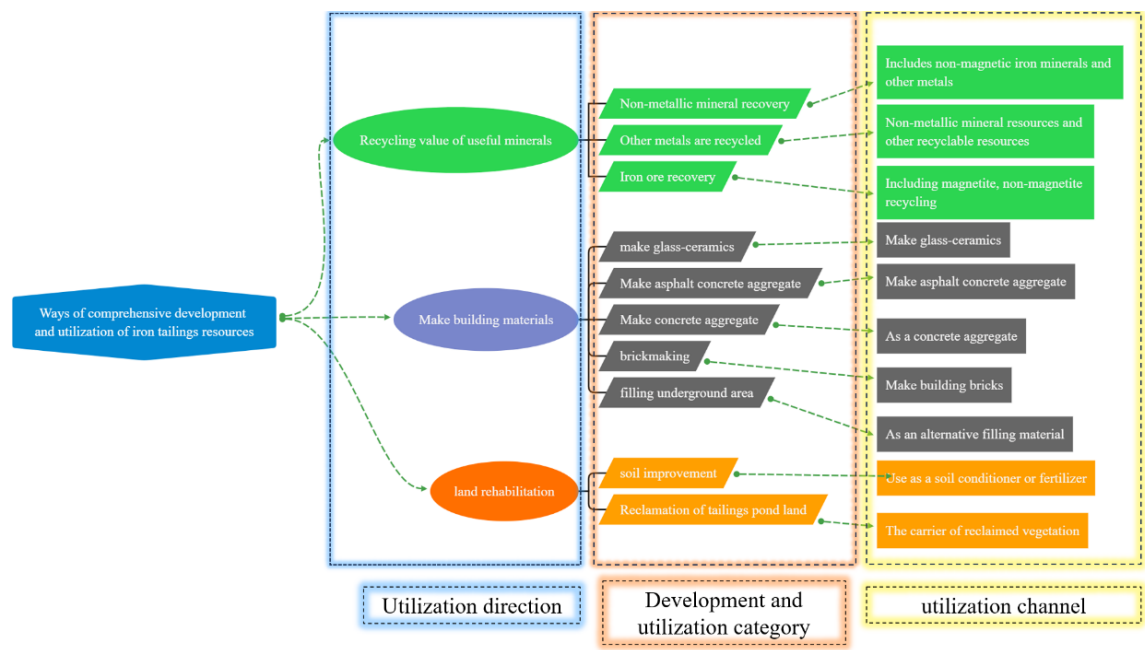 Ways of comprehensive development
and utilization of iron tailings resources
Recycling value of useful minerals
Make building materials
land rehabilitation
Non-metallic mineral recovery
Other metals are recycled
Iron ore recovery
make glass-ceramics
Make asphalt concrete aggregate
Make concrete aggregate
brickmaking
filling underground area
soil improvement
Reclamation of tailings pond land
Includes non-magnetic iron minerals and
other metals
Non-metallic mineral resources and
other recyclable resources
Including magnetite, non-magnetite
recycling
Make glass-ceramics
Make asphalt concrete aggregate
As a concrete aggregate
Make building bricks
As an alternative filling material
Use as a soil conditioner or fertilizer
The carrier of reclaimed vegetation
Utilization direction
Development and
utilization category
utilization channel